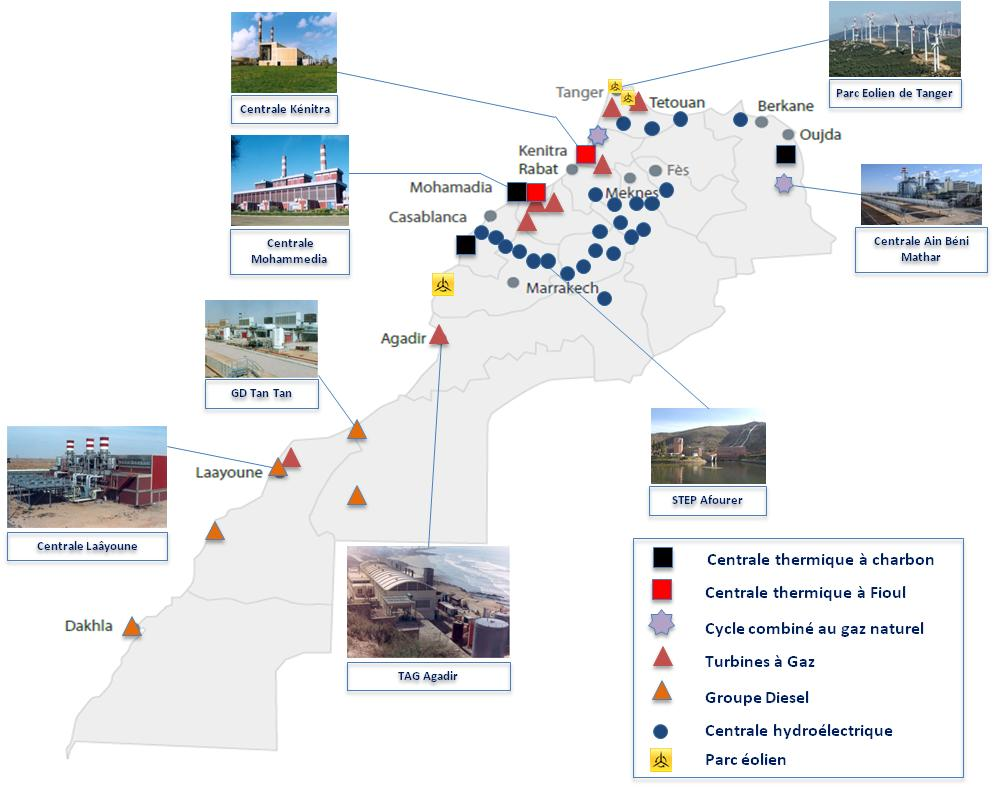 Centrale Kénitra
Parc Eolien de Tanger
Tanger
Tetouan
Berkane
Oujda
Kenitra
Rabat
Fès
Mohamadia
Meknes
Casablanca
Centrale
Mohammedia
Centrale Ain Béni
Mathar
Marrakech
Agadir
GD Tan Tan
Laayoune
STEP Afourer
Centrale Laâyoune
Dakhla
TAG Agadir
Centrale thermique à charbon
Centrale thermique à Fioul
Cycle combiné au gaz naturel
Turbines à Gaz
Groupe Diesel
Centrale hydroélectrique
Parc éolien